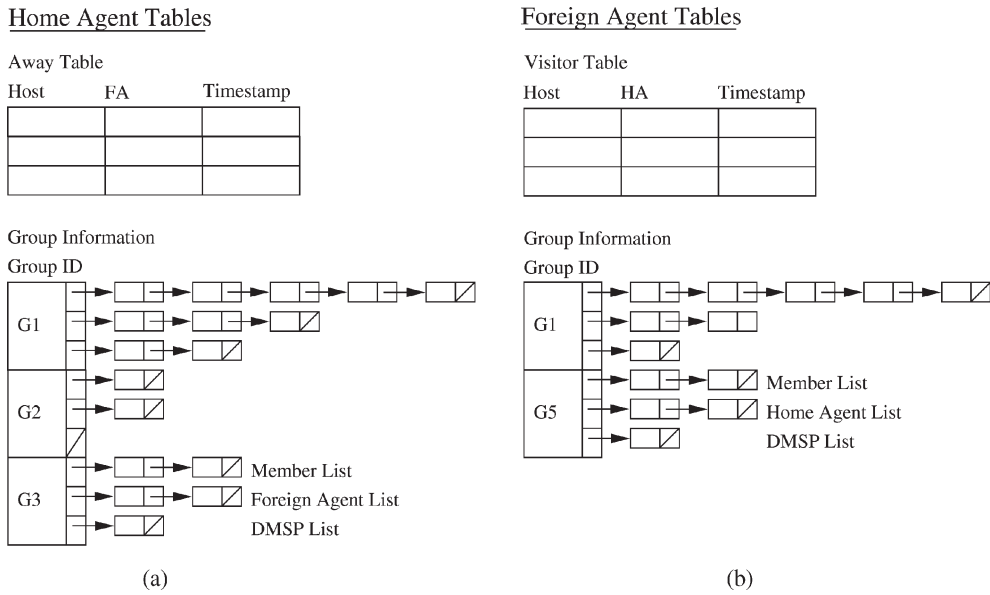 Home Agent Tables
Away Table
Host FA Timestamp
Group Information
Group ID
G1
G2
G3
Member List
Foreign Agent List
DMSP List
(a)
Foreign Agent Tables
Visitor Table
Host HA Timestamp
Group Information
Group ID
G1
G5
Member List
Home Agent List
DMSP List
(b)